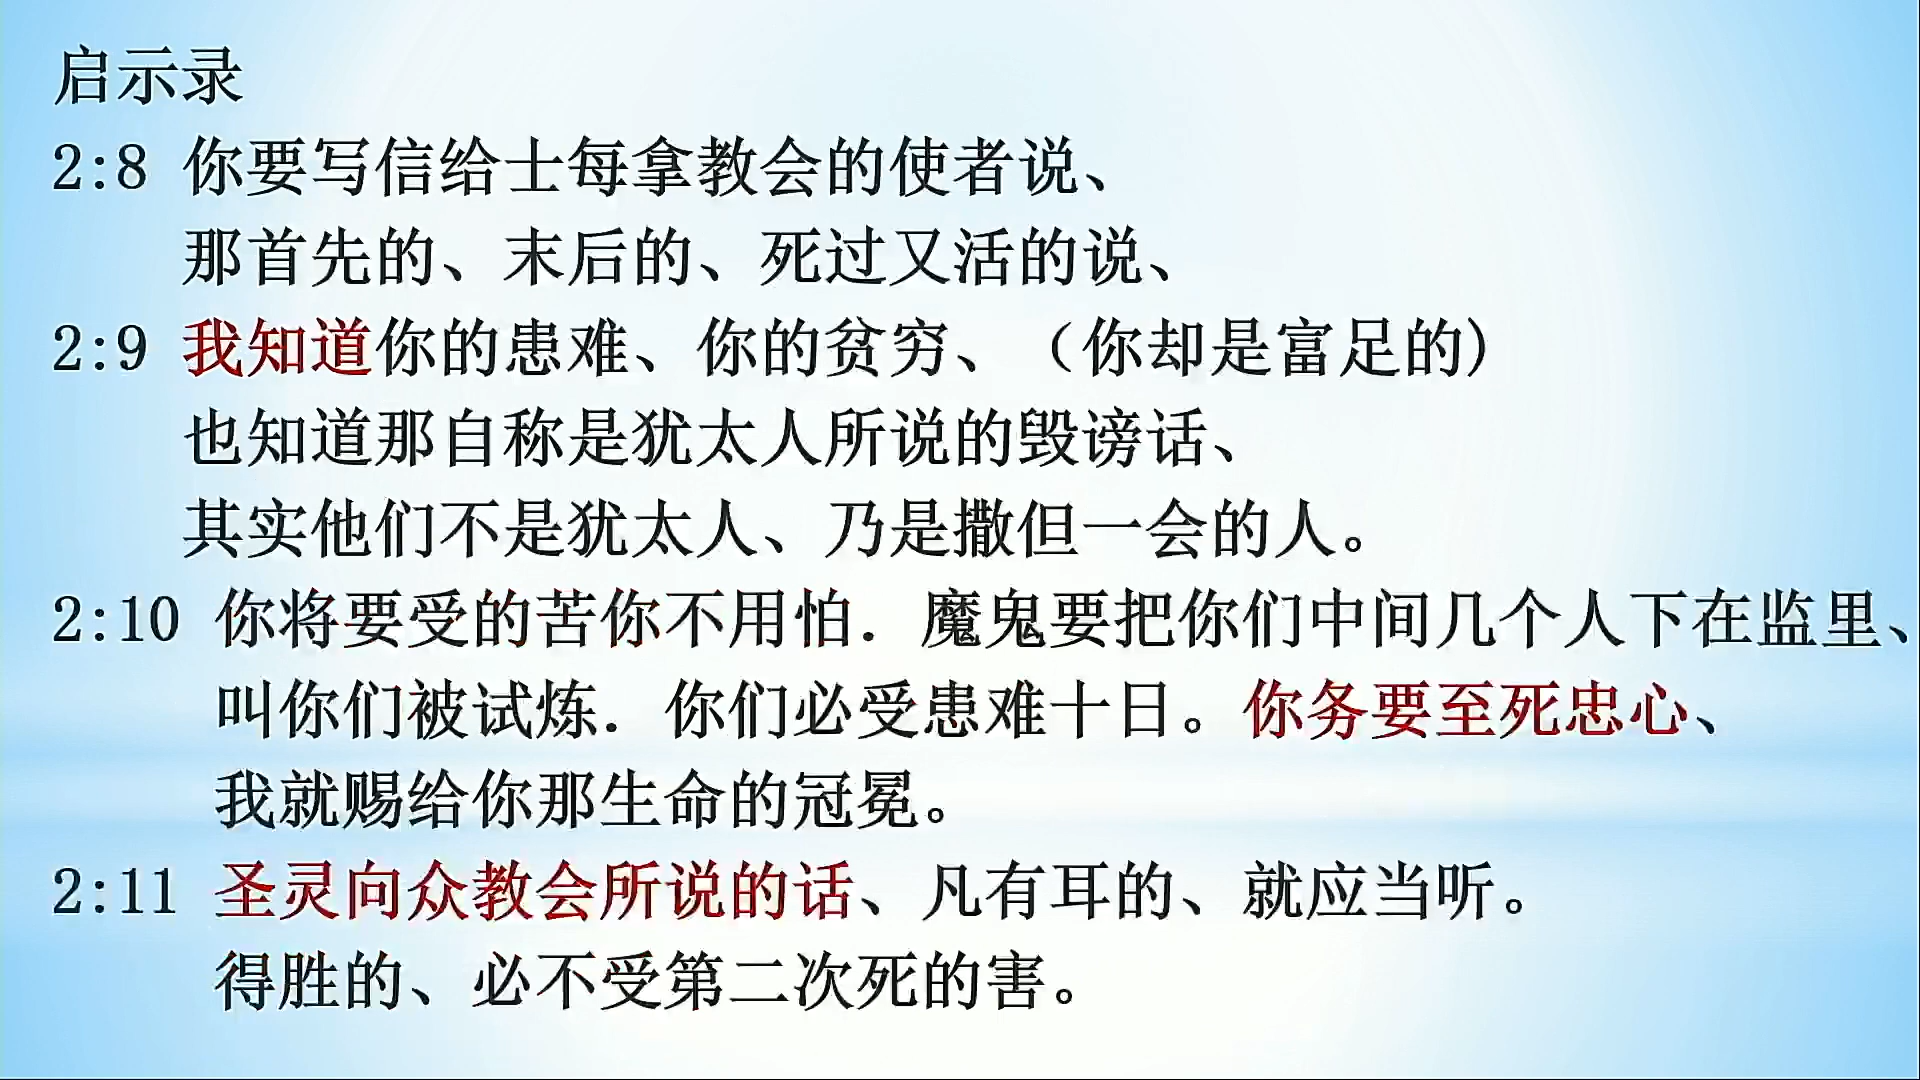 启示录
2:8 你要写信给士每拿教会的使者说、
那首先的、末后的、死过又活的说、
2:9 我知道你的患难、你的贫穷、（你却是富足的)
也知道那自称是犹太人所说的毁谤话、
其实他们不是犹太人、乃是撒但一会的人。
2:10 你将要受的苦你不用怕．魔鬼要把你们中间几个人下在监里、
叫你们被试炼．你们必受患难十日。你务要至死忠心、
我就赐给你那生命的冠冕。
2:11 圣灵向众教会所说的话、凡有耳的、就应当听。
得胜的、必不受第二次死的害。